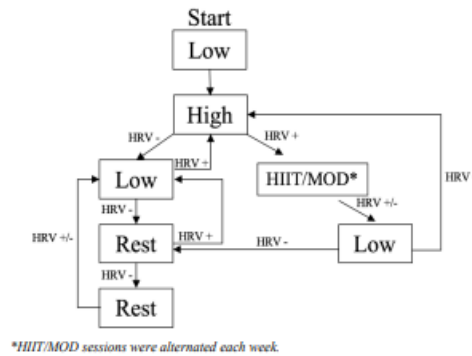 Start
Low
High
HRV -
HRV +
HRV +
Low
HIIT/MOD*
HRV
HRV -
HRV +/-
HRV +/-
Rest
HRV +
HRV -
Low
HRV -
Rest
*HIIT/MOD sessions were alternated each week.